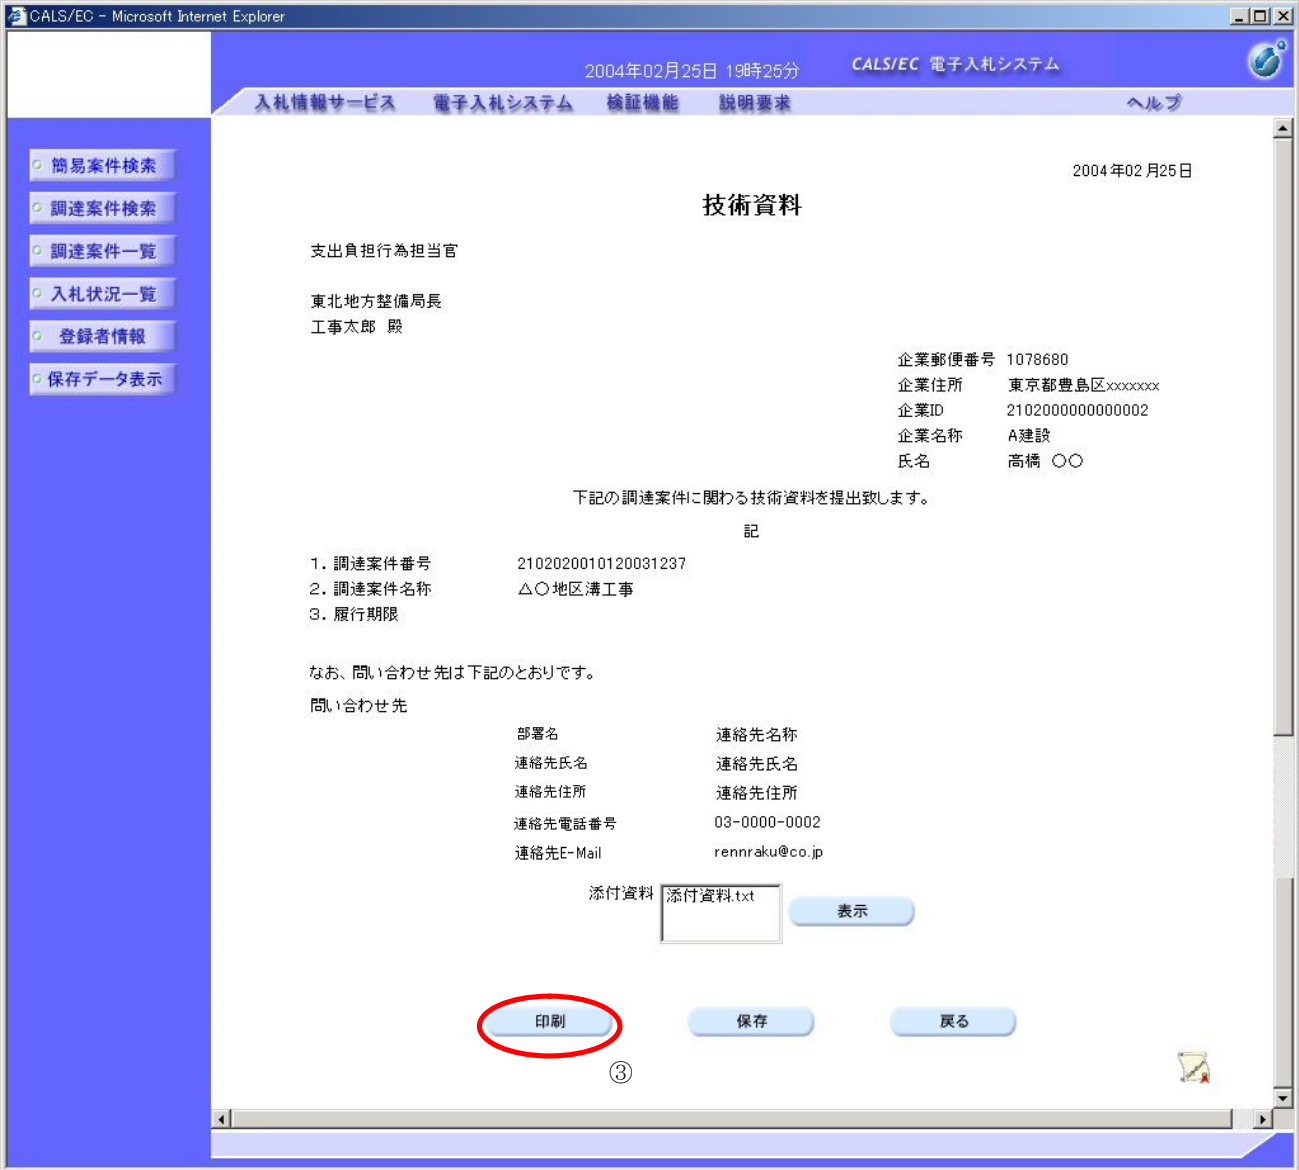 CALS/EC - Microsoft Internet Explorer
2004年02月25日 19時25分
CALS/EC 電子入札システム
入札情報サービス 電子入札システム 検証機能 説明要求 ヘルプ
簡易案件検索
調達案件検索
調達案件一覧
入札状況一覧
登録者情報
保存データ表示
2004年02月25日
技術資料
支出負担行為担当官
東北地方整備局長
工事太郎 殿
企業郵便番号 1078680
企業住所 東京都豊島区xxxxxxx
企業ID 2102000000000002
企業名称 A建設
氏名 高橋 〇〇
下記の調達案件に関わる技術資料を提出致します。
記
1.調達案件番号 2102020010120031237
2.調達案件名称 △〇地区溝工事
3.履行期限
なお、問い合わせ先は下記のとおりです。
問い合わせ先
部署名 連絡先名称
連絡先氏名 連絡先氏名
連絡先住所 連絡先住所
連絡先電話番号 03-0000-0002
連絡先E-Mail rennraku@co.jp
添付資料 添付資料.txt 表示
印刷 保存 戻る
③